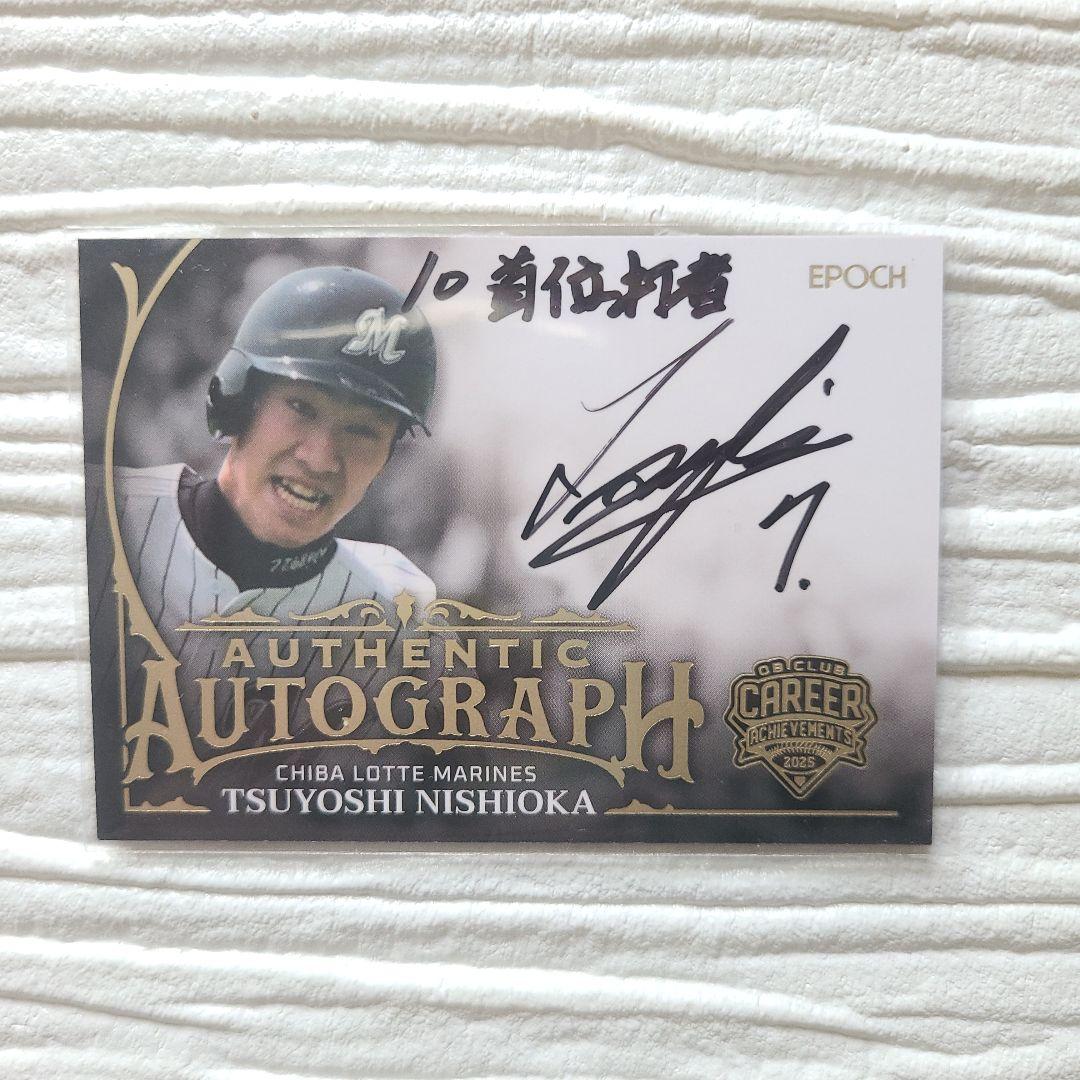 10 首位打者
EPOCH
M
Tsuyoshi
7.
AUTHENTIC
AUTOGRAPH
CHIBA LOTTE MARINES
TSUYOSHI NISHIOKA
OB CLUB
CAREER
ACHIEVEMENTS
2025